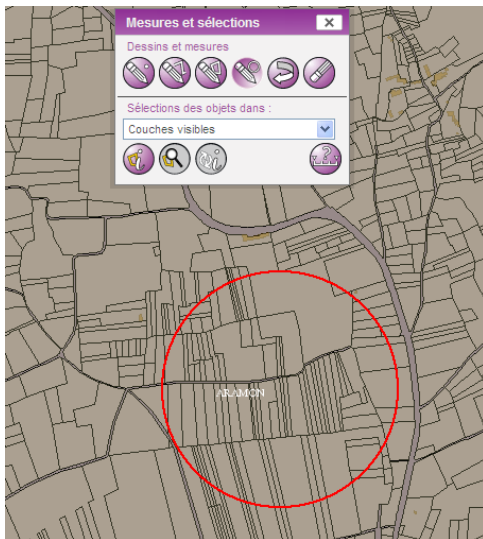 Mesures et sélections
Dessins et mesures
Sélections des objets dans :
Couches visibles
ARAMON